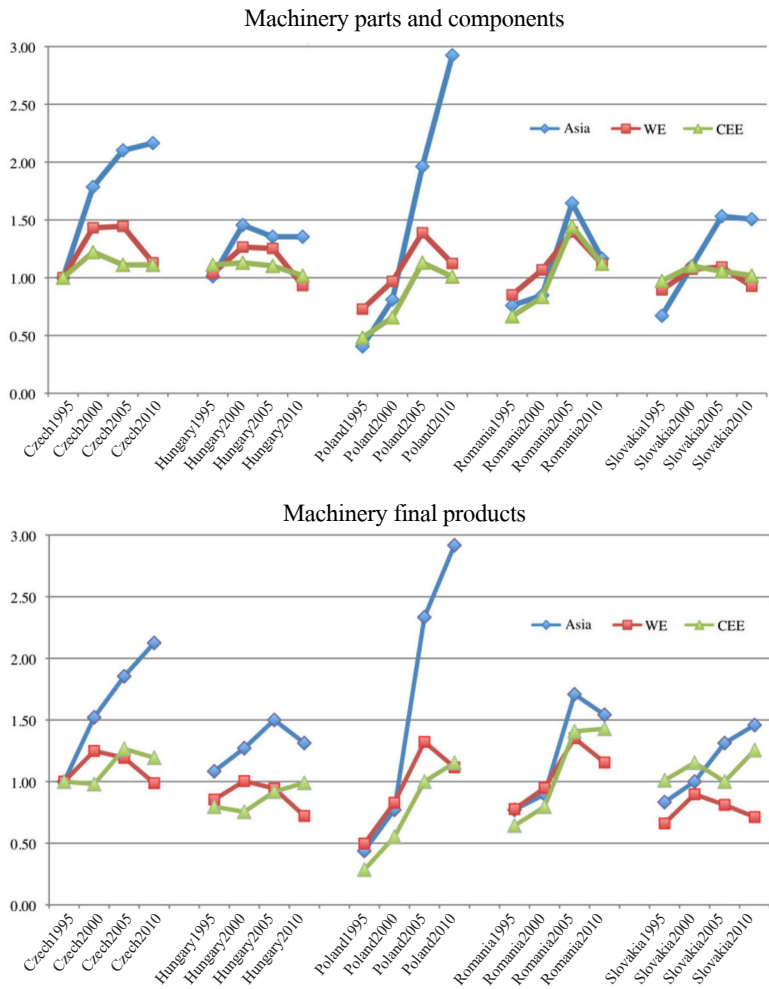 Machinery parts and components
3.00
2.50
2.00
1.50
1.00
0.50
0.00
Asia WE CEE
Czech1995 Czech2000 Czech2005 Czech2010 Hungary1995 Hungary2000 Hungary2005 Hungary2010 Poland1995 Poland2000 Poland2005 Poland2010 Romania1995 Romania2000 Romania2005 Romania2010 Slovakia1995 Slovakia2000 Slovakia2005 Slovakia2010
Machinery final products
3.00
2.50
2.00
1.50
1.00
0.50
0.00
Asia WE CEE
Czech1995 Czech2000 Czech2005 Czech2010 Hungary1995 Hungary2000 Hungary2005 Hungary2010 Poland1995 Poland2000 Poland2005 Poland2010 Romania1995 Romania2000 Romania2005 Romania2010 Slovakia1995 Slovakia2000 Slovakia2005 Slovakia2010